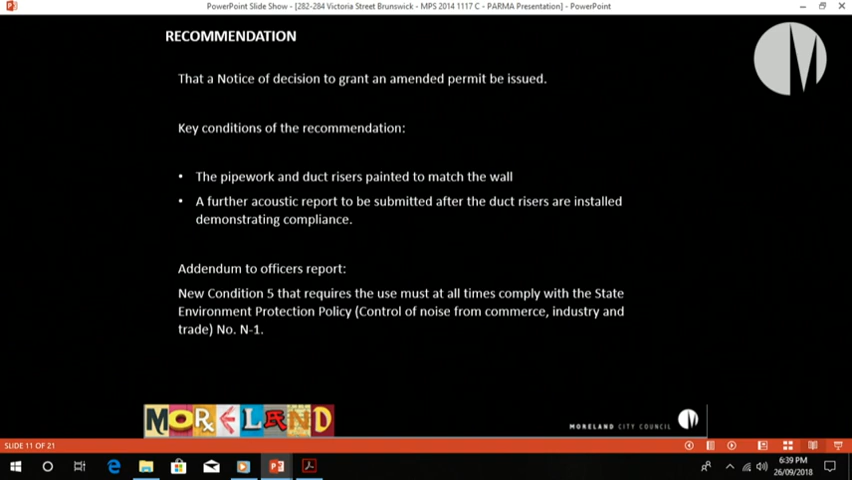 PowerPoint Slide Show - [282-284 Victoria Street Brunswick - MPS 2014 1117 C - PARMA Presentation] - PowerPoint
RECOMMENDATION
That a Notice of decision to grant an amended permit be issued.
Key conditions of the recommendation:
• The pipework and duct risers painted to match the wall
• A further acoustic report to be submitted after the duct risers are installed
demonstrating compliance.
Addendum to officers report:
New Condition 5 that requires the use must at all times comply with the State
Environment Protection Policy (Control of noise from commerce, industry and
trade) No. N-1.
MORELAND
MORELAND CITY COUNCIL
SLIDE 11 OF 21
6:39 PM
26/09/2018